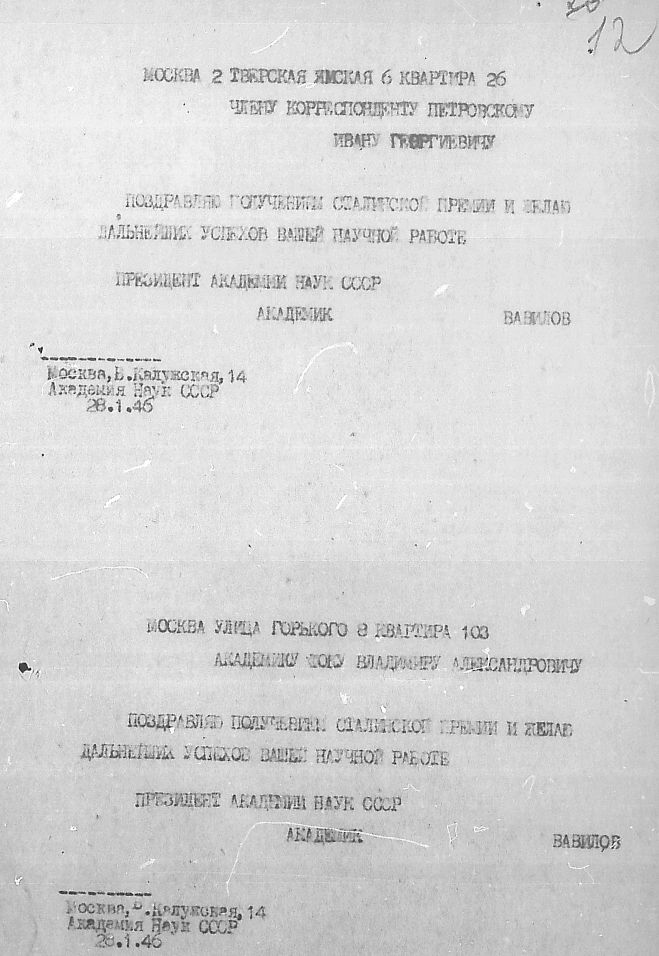 12
МОСКВА 2 ТВЕРСКАЯ ЯМСКАЯ 6 КВАРТИРА 26
ЧЛЕНУ КОРРЕСПОНДЕНТУ ПЕТРОВСКОМУ
ИВАНУ ГЕОРГИЕВИЧУ
ПОЗДРАВЛЯЮ ПОЛУЧЕНИЕМ СТАЛИНСКОЙ ПРЕМИИ И ЖЕЛАЮ
ДАЛЬНЕЙШИХ УСПЕХОВ ВАШЕЙ НАУЧНОЙ РАБОТЕ
ПРЕЗИДЕНТ АКАДЕМИИ НАУК СССР
АКАДЕМИК ВАВИЛОВ
Москва, Б.Калужская, 14
Академия Наук СССР
28.1.46
МОСКВА УЛИЦА ГОРЬКОГО 8 КВАРТИРА 103
АКАДЕМИКУ ФОКУ ВЛАДИМИРУ АЛЕКСАНДРОВИЧУ
ПОЗДРАВЛЯЮ ПОЛУЧЕНИЕМ СТАЛИНСКОЙ ПРЕМИИ И ЖЕЛАЮ
ДАЛЬНЕЙШИХ УСПЕХОВ ВАШЕЙ НАУЧНОЙ РАБОТЕ
ПРЕЗИДЕНТ АКАДЕМИИ НАУК СССР
АКАДЕМИК ВАВИЛОВ
Москва, Б.Калужская, 14
Академия Наук СССР
28.1.46